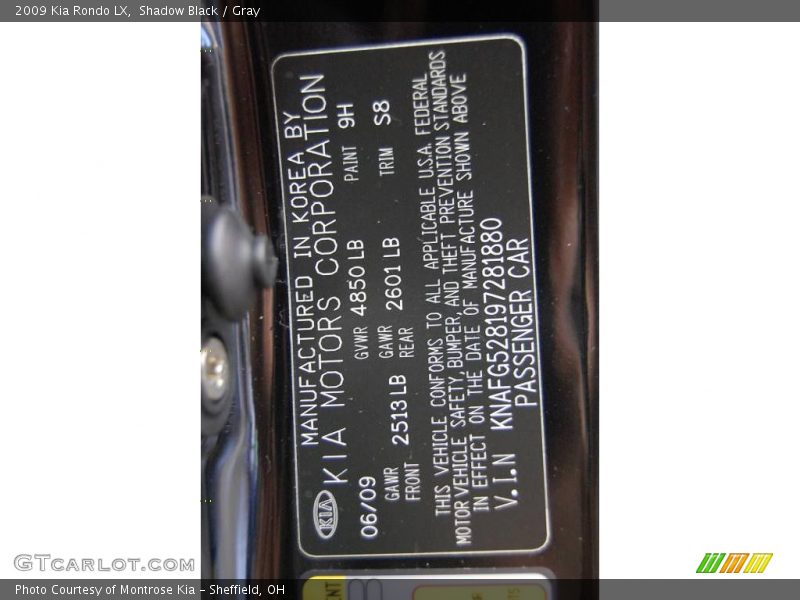 2009 Kia Rondo LX, Shadow Black / Gray
MANUFACTURED IN KOREA BY
KIA KIA MOTORS CORPORATION
06/09 GVWR 4850 LB PAINT 9H
GAWR FRONT 2513 LB GAWR REAR 2601 LB TRIM S8
THIS VEHICLE CONFORMS TO ALL APPLICABLE U.S.A. FEDERAL
MOTOR VEHICLE SAFETY, BUMPER, AND THEFT PREVENTION STANDARDS
IN EFFECT ON THE DATE OF MANUFACTURE SHOWN ABOVE
V.I.N KNAFG528197281880
PASSENGER CAR
GTCARLOT.COM
Photo Courtesy of Montrose Kia - Sheffield, OH